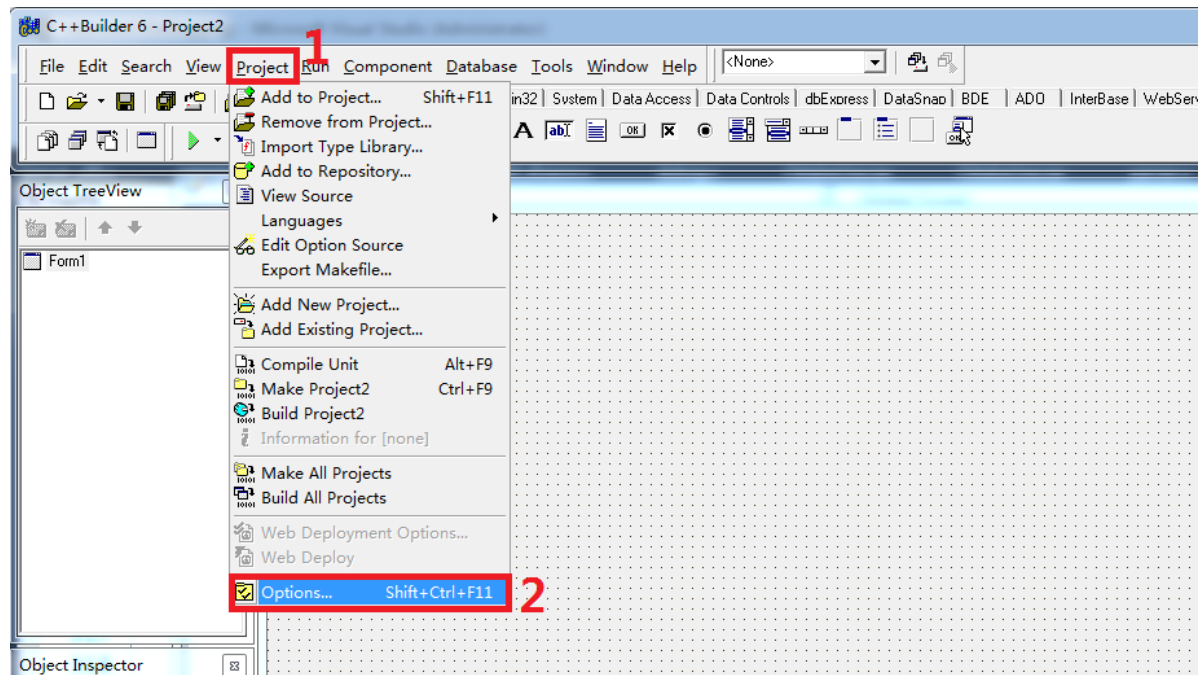 C++Builder 6 - Project2
1
File Edit Search View Project Run Component Database Tools Window Help <None>
in32 System Data Access Data Controls dbExpress DataSnap BDE ADO InterBase WebServ
Add to Project... Shift+F11
Remove from Project...
Import Type Library...
Add to Repository...
View Source
Languages
Edit Option Source
Export Makefile...
Add New Project...
Add Existing Project...
Compile Unit Alt+F9
Make Project2 Ctrl+F9
Build Project2
Information for [none]
Make All Projects
Build All Projects
Web Deployment Options...
Web Deploy
Options... Shift+Ctrl+F11 2
Object TreeView
Form1
Object Inspector